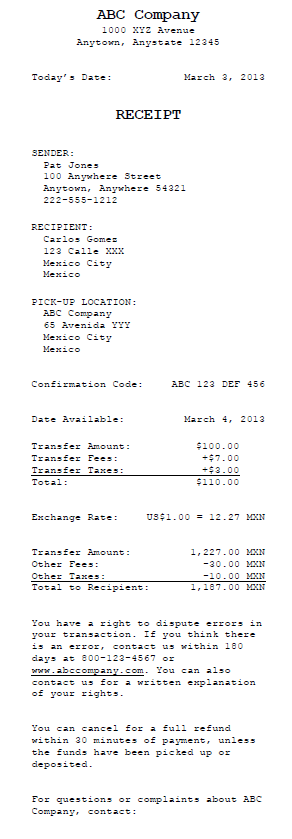 ABC Company
1000 XYZ Avenue
Anytown, Anystate 12345
Today's Date: March 3, 2013
RECEIPT
SENDER:
Pat Jones
100 Anywhere Street
Anytown, Anywhere 54321
222-555-1212
RECIPIENT:
Carlos Gomez
123 Calle XXX
Mexico City
Mexico
PICK-UP LOCATION:
ABC Company
65 Avenida YYY
Mexico City
Mexico
Confirmation Code: ABC 123 DEF 456
Date Available: March 4, 2013
Transfer Amount: $100.00
Transfer Fees: +$7.00
Transfer Taxes: +$3.00
Total: $110.00
Exchange Rate: US$1.00 = 12.27 MXN
Transfer Amount: 1,227.00 MXN
Other Fees: -30.00 MXN
Other Taxes: -10.00 MXN
Total to Recipient: 1,187.00 MXN
You have a right to dispute errors in
your transaction. If you think there
is an error, contact us within 180
days at 800-123-4567 or
www.abccompany.com. You can also
contact us for a written explanation
of your rights.
You can cancel for a full refund
within 30 minutes of payment, unless
the funds have been picked up or
deposited.
For questions or complaints about ABC
Company, contact: